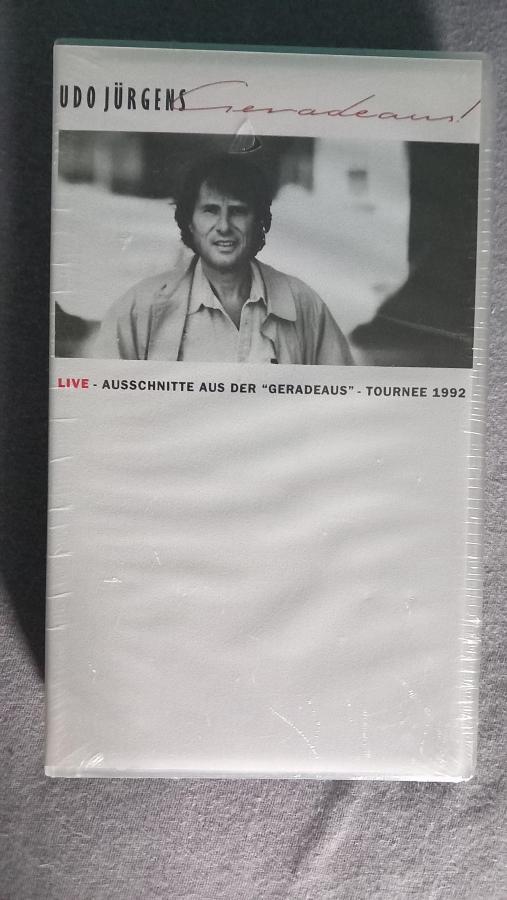 UDO JÜRGENS Geradeaus!
LIVE - AUSSCHNITTE AUS DER "GERADEAUS" - TOURNEE 1992